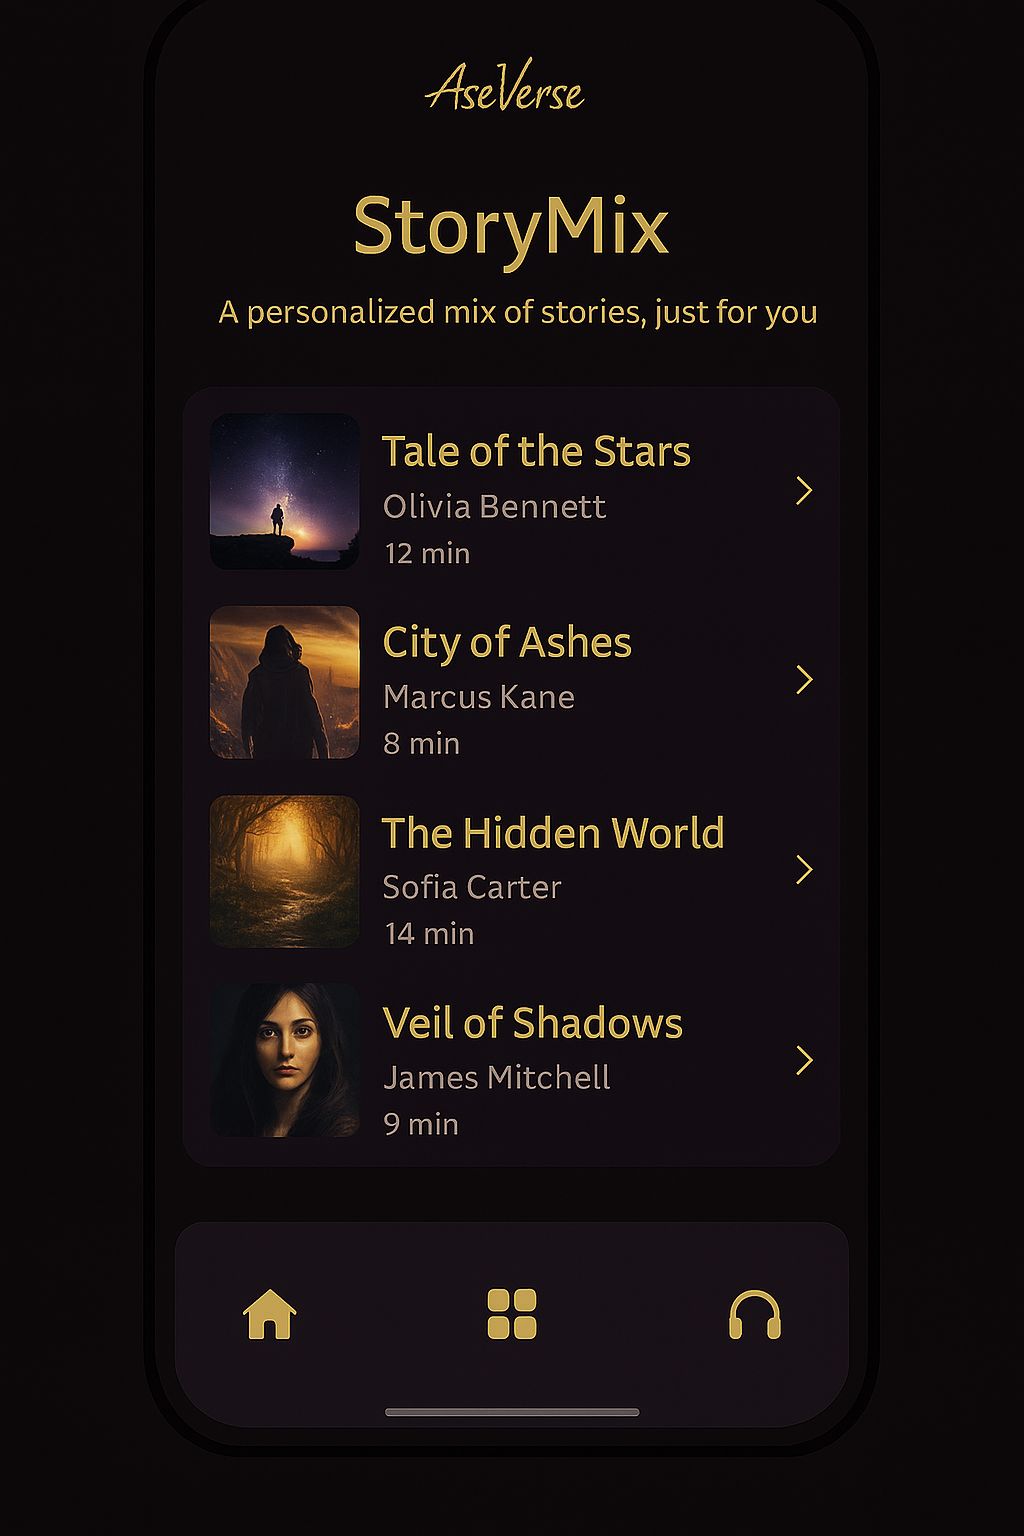 AseVerse
StoryMix
A personalized mix of stories, just for you
Tale of the Stars
Olivia Bennett
12 min
City of Ashes
Marcus Kane
8 min
The Hidden World
Sofia Carter
14 min
Veil of Shadows
James Mitchell
9 min